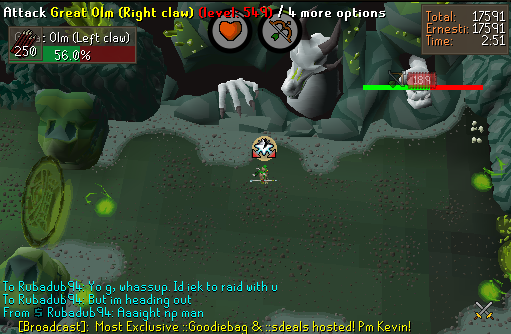 Attack Great Olm (Right claw) (level: 549) / 4 more options
Total: 17591
Ernesti: 17591
Time: 2:51
Olm (Left claw)
250
56.0%
189
To Rubadub94: Yo g, whassup. Id iek to raid with u
To Rubadub94: But im heading out
From S Rubadub94: Aaaight np man
[Broadcast]: Most Exclusive ::Goodiebag & ::sdeals hosted! Pm Kevin!